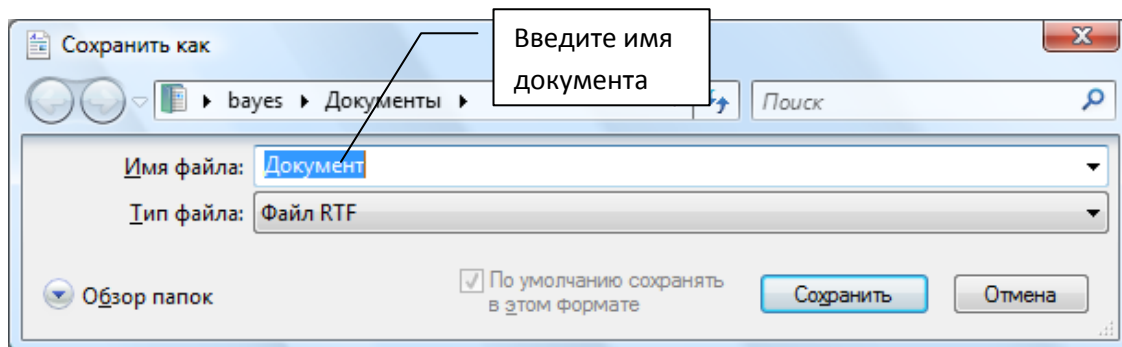 Сохранить как
Введите имя
документа
bayes Документы
Поиск
Имя файла: Документ
Тип файла: Файл RTF
Обзор папок
По умолчанию сохранять
в этом формате
Сохранить
Отмена